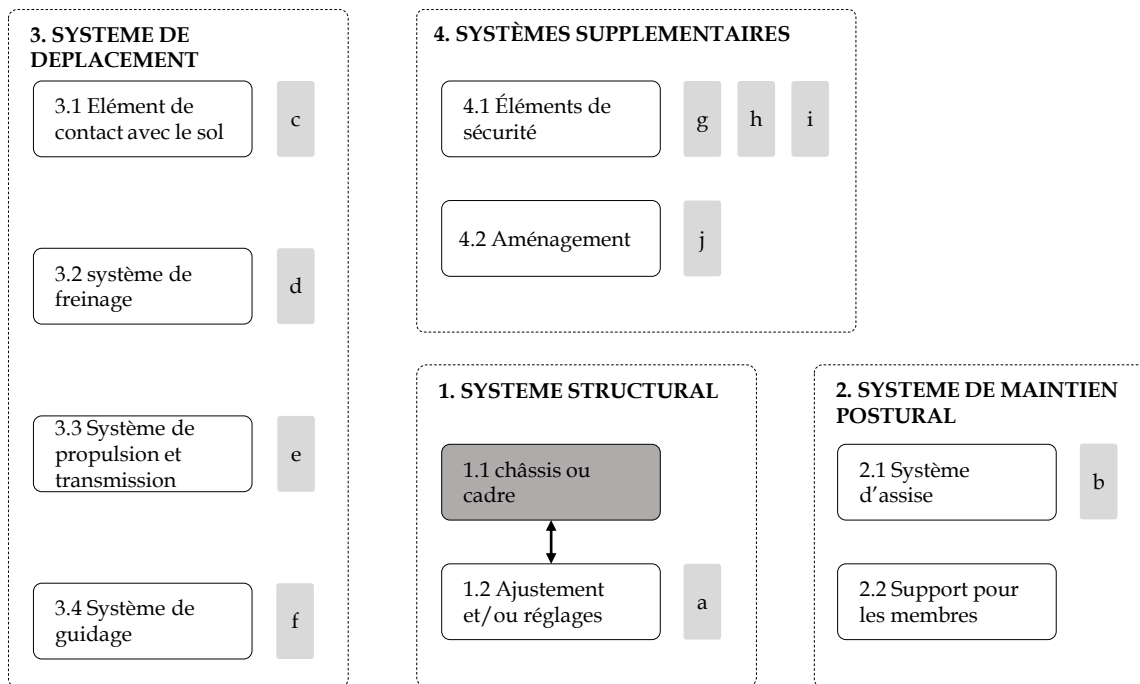 3. SYSTEME DE
DEPLACEMENT
3.1 Elément de
contact avec le sol
c
3.2 système de
freinage
d
3.3 Système de
propulsion et
transmission
e
3.4 Système de
guidage
f
4. SYSTÈMES SUPPLEMENTAIRES
4.1 Éléments de
sécurité
g
h
i
4.2 Aménagement
j
1. SYSTEME STRUCTURAL
1.1 châssis ou
cadre
1.2 Ajustement
et/ou réglages
a
2. SYSTEME DE MAINTIEN
POSTURAL
2.1 Système
d'assise
b
2.2 Support pour
les membres